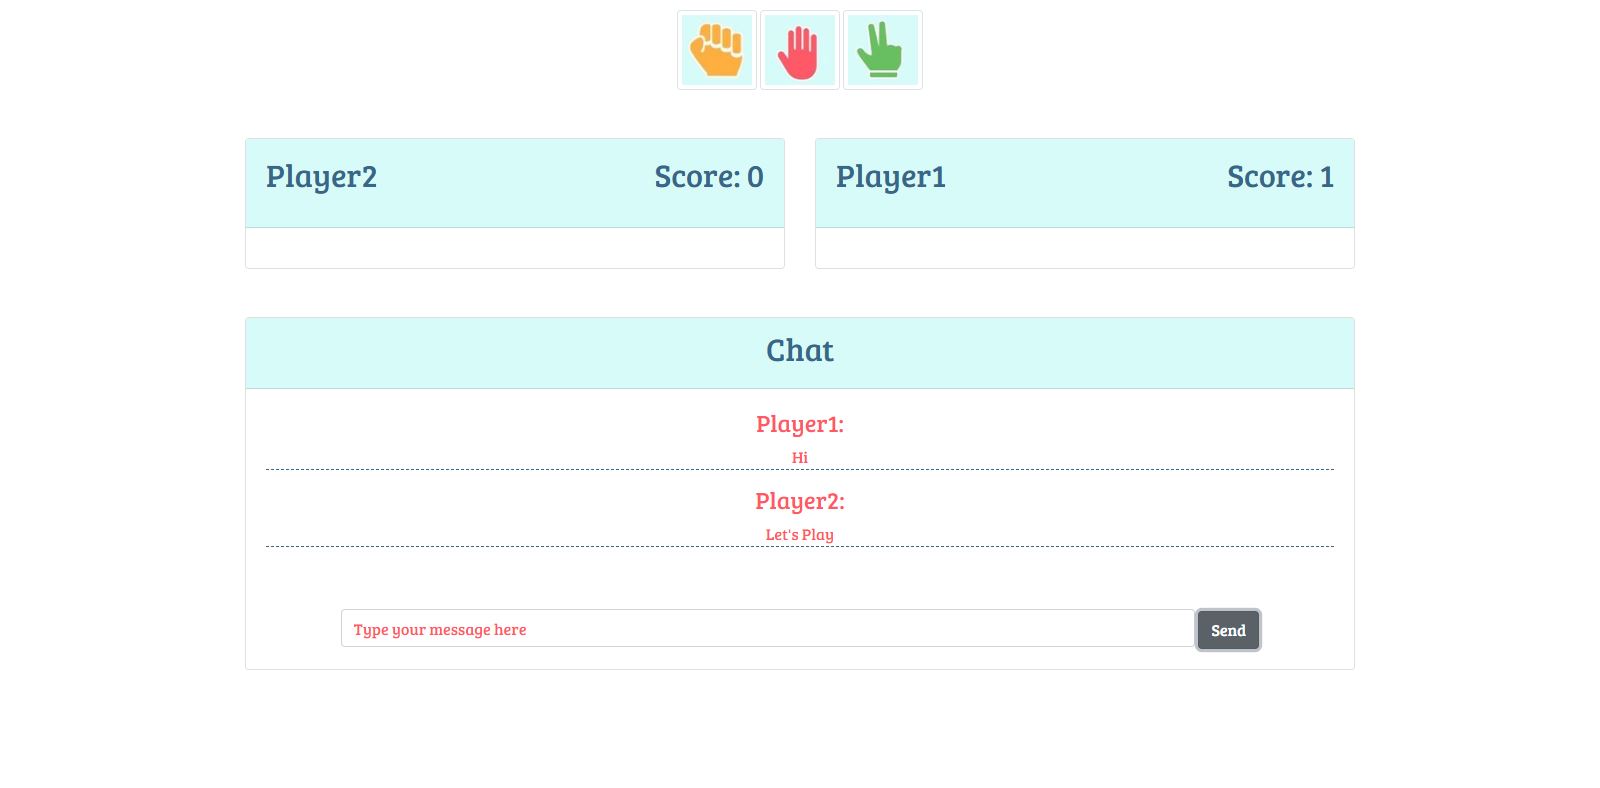 Player2 Score: 0
Player1 Score: 1
Chat
Player1:
Hi
Player2:
Let's Play
Type your message here
Send